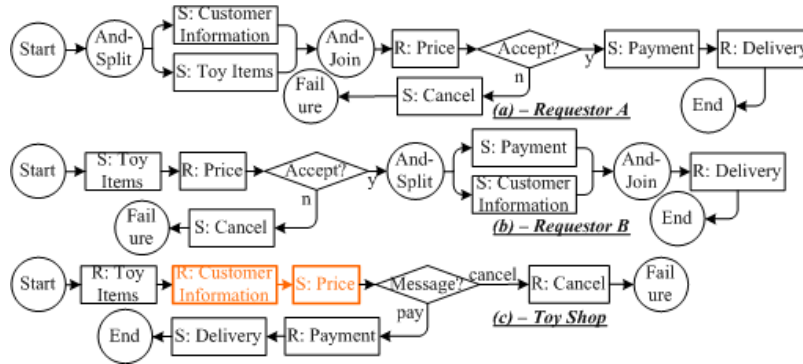 Start
And-
Split
S: Customer
Information
S: Toy Items
And-
Join
R: Price
Accept?
y
S: Payment
R: Delivery
n
Fail
ure
S: Cancel
End
(a) – Requestor A
Start
S: Toy
Items
R: Price
Accept?
y
And-
Split
S: Payment
S: Customer
Information
And-
Join
R: Delivery
n
Fail
ure
S: Cancel
End
(b) – Requestor B
Start
R: Toy
Items
R: Customer
Information
S: Price
Message?
cancel
R: Cancel
Fail
ure
pay
End
S: Delivery
R: Payment
(c) – Toy Shop